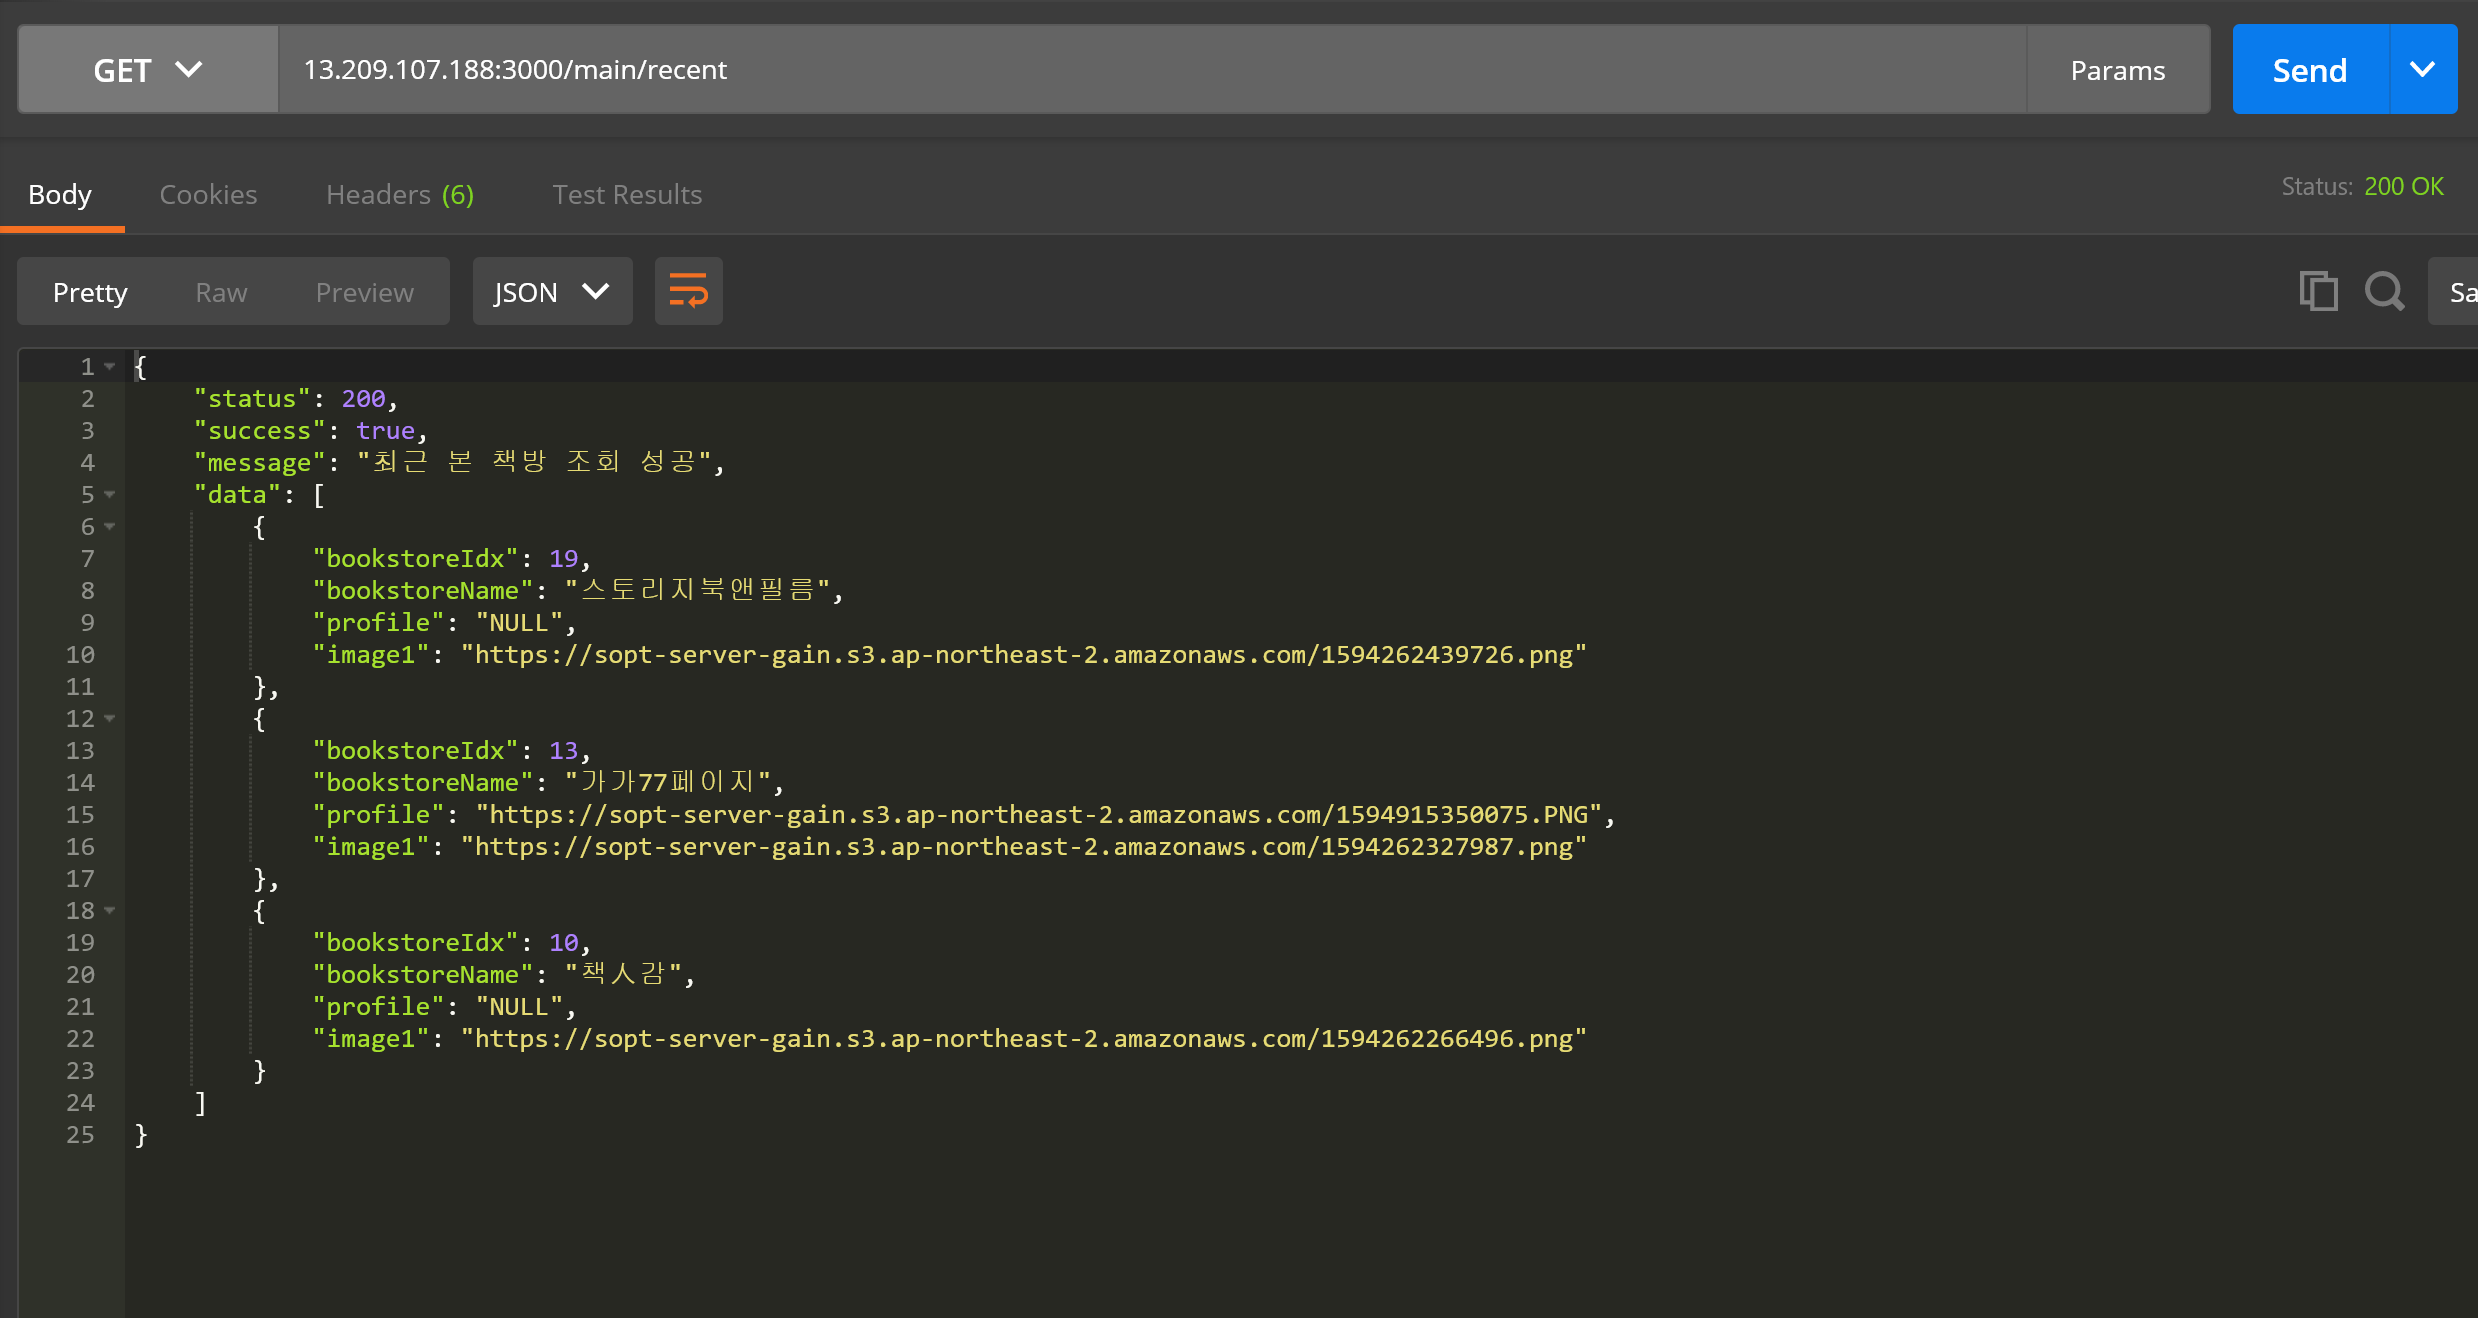 GET 13.209.107.188:3000/main/recent Params Send
Body Cookies Headers (6) Test Results Status: 200 OK
Pretty Raw Preview JSON Sa
1 {
2 "status": 200,
3 "success": true,
4 "message": "최근 본 책방 조회 성공",
5 "data": [
6 {
7 "bookstoreIdx": 19,
8 "bookstoreName": "스토리지북앤필름",
9 "profile": "NULL",
10 "image1": "https://sopt-server-gain.s3.ap-northeast-2.amazonaws.com/1594262439726.png"
11 },
12 {
13 "bookstoreIdx": 13,
14 "bookstoreName": "가가77페이지",
15 "profile": "https://sopt-server-gain.s3.ap-northeast-2.amazonaws.com/1594915350075.PNG",
16 "image1": "https://sopt-server-gain.s3.ap-northeast-2.amazonaws.com/1594262327987.png"
17 },
18 {
19 "bookstoreIdx": 10,
20 "bookstoreName": "책人감",
21 "profile": "NULL",
22 "image1": "https://sopt-server-gain.s3.ap-northeast-2.amazonaws.com/1594262266496.png"
23 }
24 ]
25 }